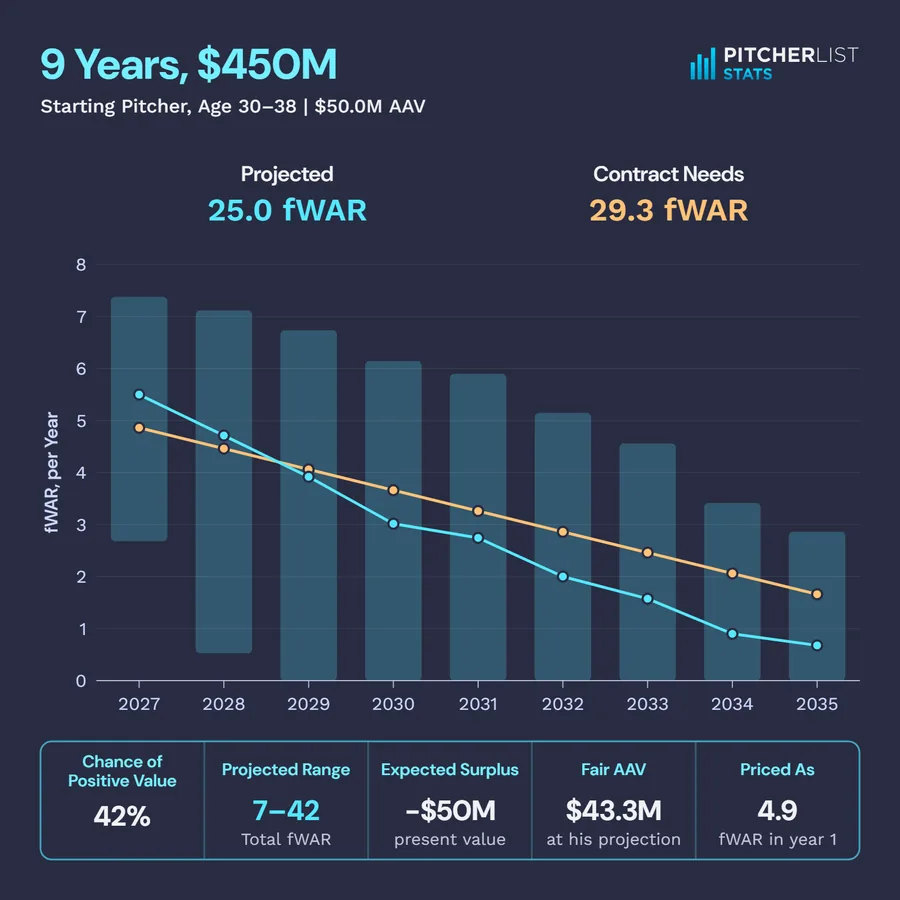 9 Years, $450M
PITCHERLIST
STATS
Starting Pitcher, Age 30–38 | $50.0M AAV
Projected
25.0 fWAR
Contract Needs
29.3 fWAR
fWAR, per Year
8
7
6
5
4
3
2
1
0
2027 2028 2029 2030 2031 2032 2033 2034 2035
Chance of
Positive Value
42%
Projected Range
7–42
Total fWAR
Expected Surplus
-$50M
present value
Fair AAV
$43.3M
at his projection
Priced As
4.9
fWAR in year 1